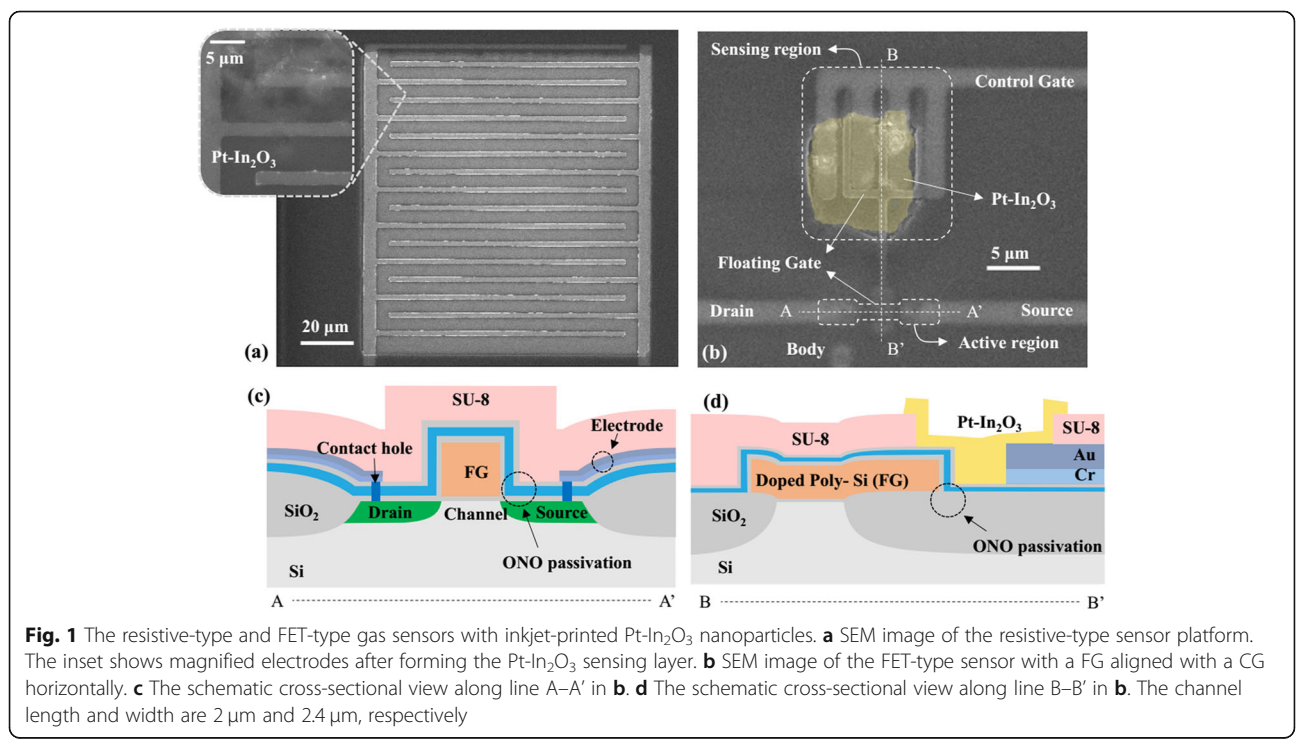 5 µm
Pt-In₂O₃
20 µm
(a)
Sensing region
B
Control Gate
Pt-In₂O₃
Floating Gate
5 µm
Drain
A
A’
Source
(b)
Body
B’
Active region
(c)
SU-8
Electrode
Contact hole
FG
SiO₂
Drain
Channel
Source
ONO passivation
Si
A
A’
(d)
Pt-In₂O₃
SU-8
SU-8
Au
Doped Poly- Si (FG)
Cr
SiO₂
ONO passivation
Si
B
B’
Fig. 1 The resistive-type and FET-type gas sensors with inkjet-printed Pt-In₂O₃ nanoparticles. a SEM image of the resistive-type sensor platform.
The inset shows magnified electrodes after forming the Pt-In₂O₃ sensing layer. b SEM image of the FET-type sensor with a FG aligned with a CG
horizontally. c The schematic cross-sectional view along line A–A’ in b. d The schematic cross-sectional view along line B–B’ in b. The channel
length and width are 2 µm and 2.4 µm, respectively